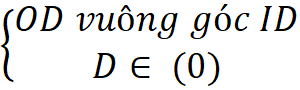 OD vuông góc ID
D ∈ (0)